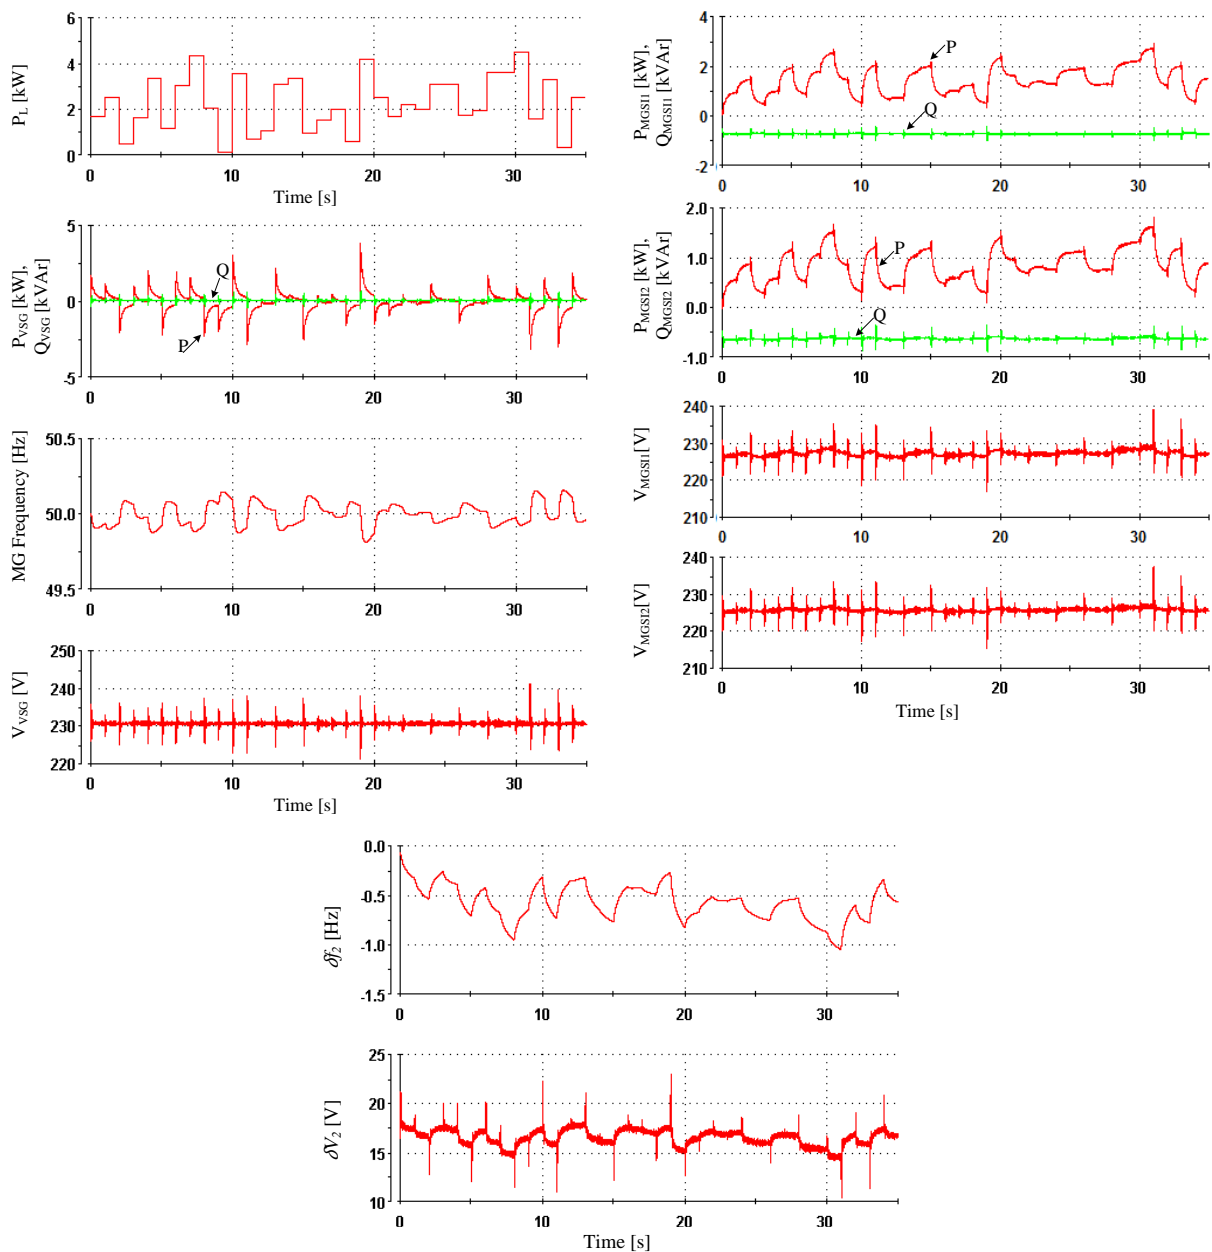 6
4
2
0
P_L [kW]
0 10 20 30
Time [s]
5
0
-5
P_VSG [kW],
Q_VSG [kVAr]
Q
P
0 10 20 30
50.5
50.0
49.5
MG Frequency [Hz]
0 10 20 30
250
240
230
220
V_VSG [V]
0 10 20 30
Time [s]
4
2
0
-2
P_MGSI1 [kW],
Q_MGSI1 [kVAr]
P
Q
0 10 20 30
2.0
1.0
0.0
-1.0
P_MGSI2 [kW],
Q_MGSI2 [kVAr]
P
Q
0 10 20 30
240
230
220
210
V_MGSI1[V]
0 10 20 30
240
230
220
210
V_MGSI2[V]
0 10 20 30
Time [s]
0.0
-0.5
-1.0
-1.5
δf_2 [Hz]
0 10 20 30
25
20
15
10
δV_2 [V]
0 10 20 30
Time [s]